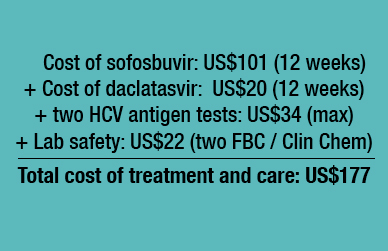 Cost of sofosbuvir: US$101 (12 weeks)
+ Cost of daclatasvir: US$20 (12 weeks)
+ two HCV antigen tests: US$34 (max)
+ Lab safety: US$22 (two FBC / Clin Chem)
Total cost of treatment and care: US$177